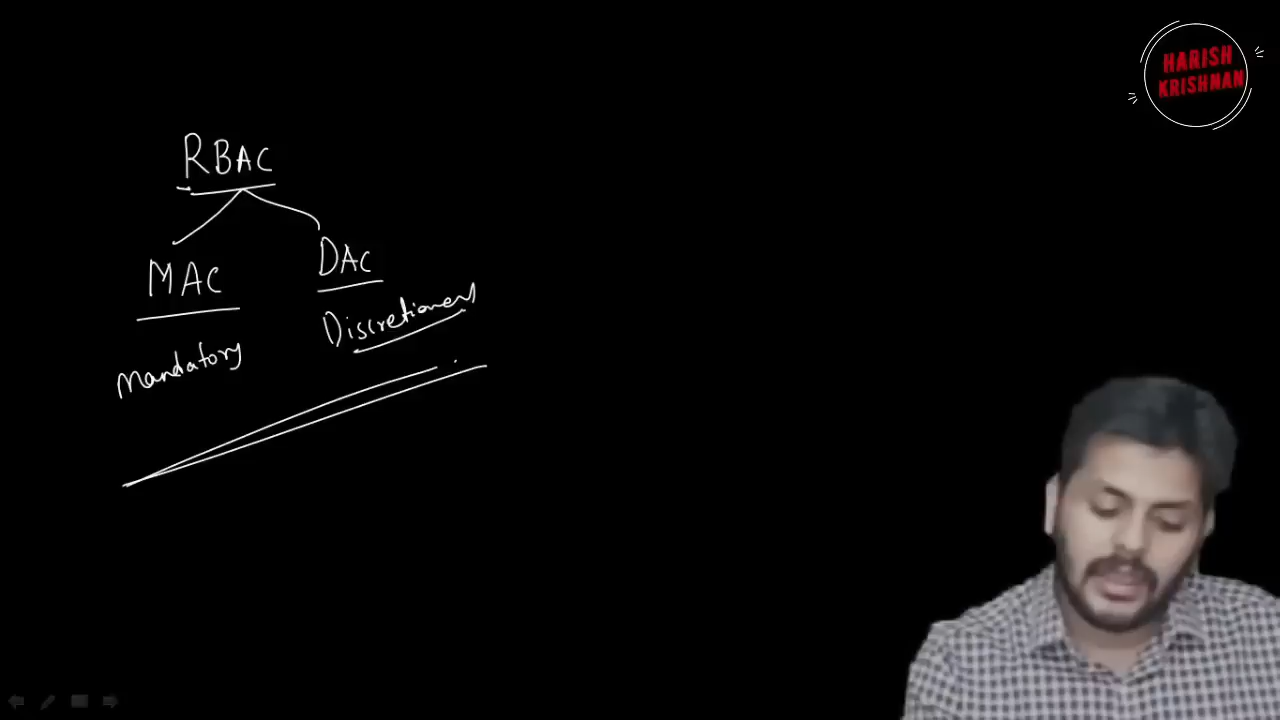 HARISH
KRISHNAN
RBAC
MAC
DAC
Discretionary
Mandatory